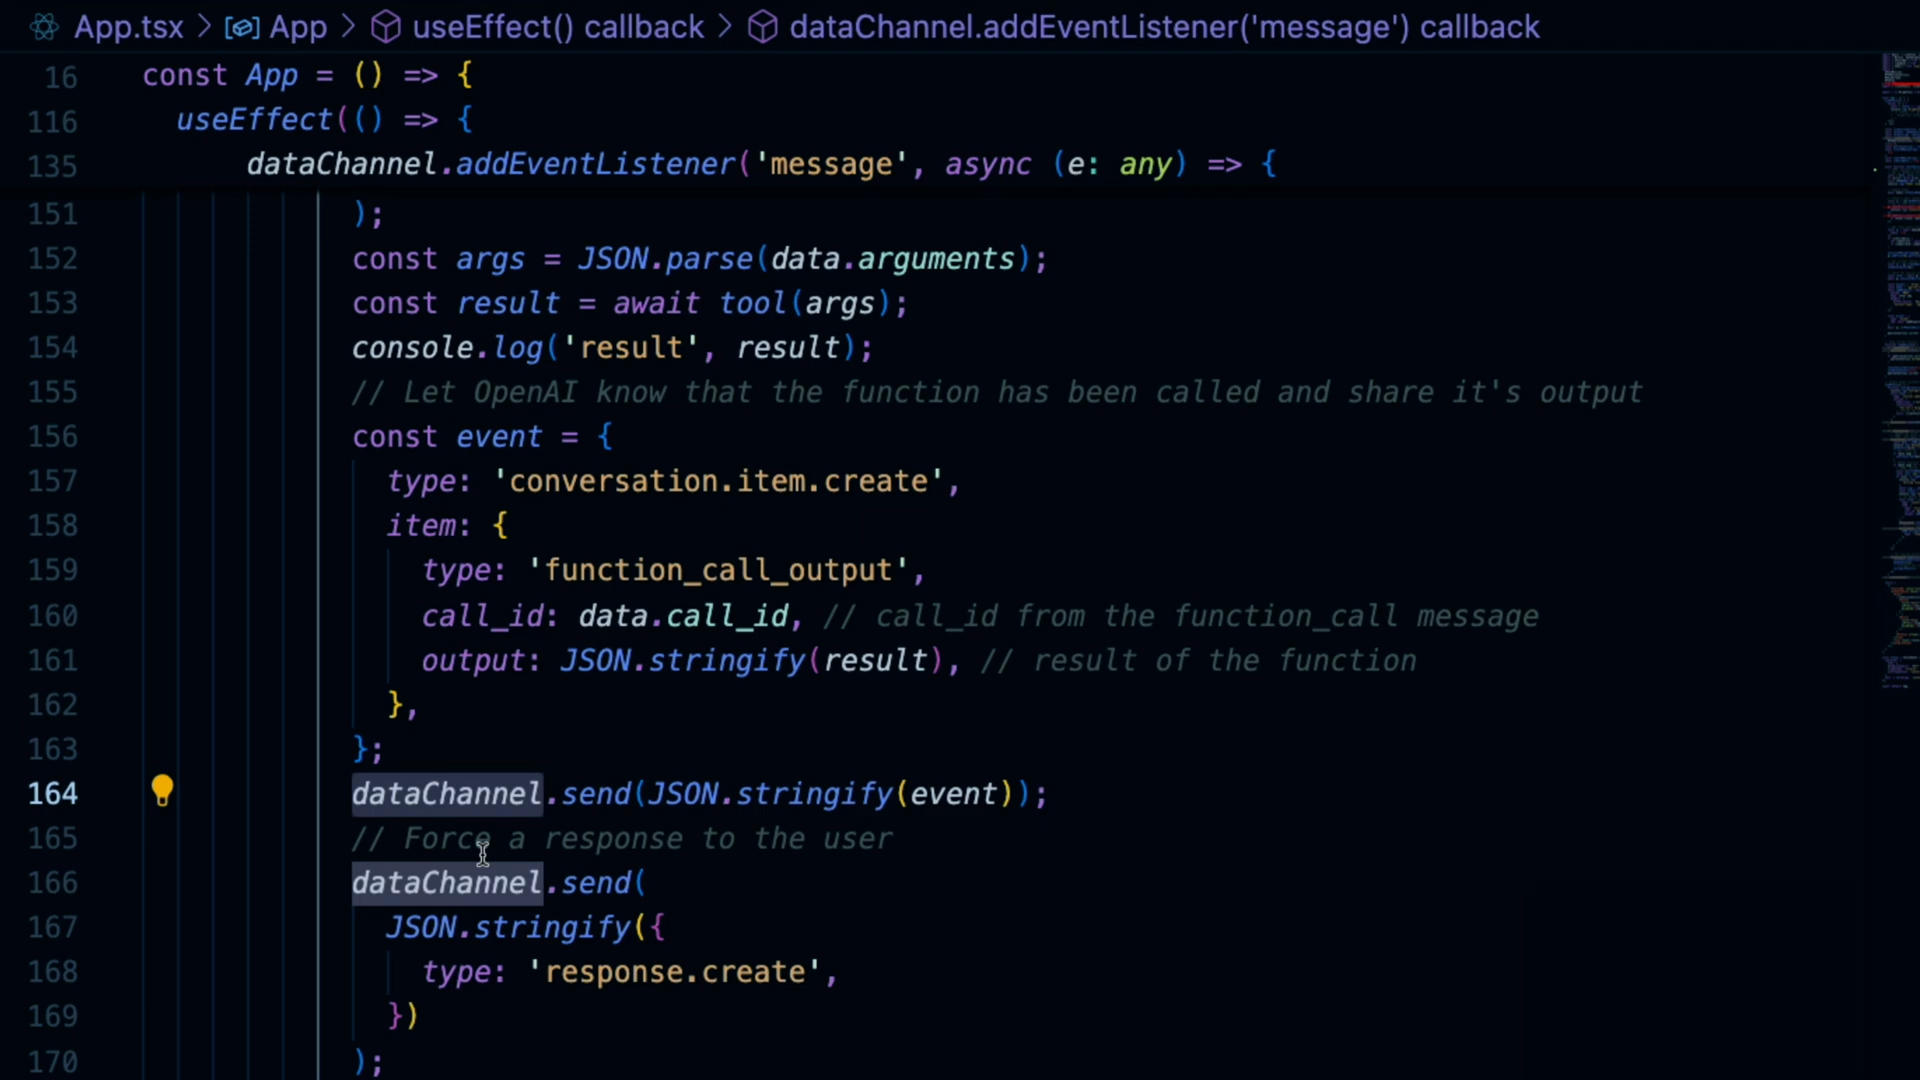 App.tsx > App > useEffect() callback > dataChannel.addEventListener('message') callback
16 const App = () => {
116 useEffect(() => {
135 dataChannel.addEventListener('message', async (e: any) => {
151 );
152 const args = JSON.parse(data.arguments);
153 const result = await tool(args);
154 console.log('result', result);
155 // Let OpenAI know that the function has been called and share it's output
156 const event = {
157 type: 'conversation.item.create',
158 item: {
159 type: 'function_call_output',
160 call_id: data.call_id, // call_id from the function_call message
161 output: JSON.stringify(result), // result of the function
162 },
163 };
164 dataChannel.send(JSON.stringify(event));
165 // Force a response to the user
166 dataChannel.send(
167 JSON.stringify({
168 type: 'response.create',
169 })
170 );